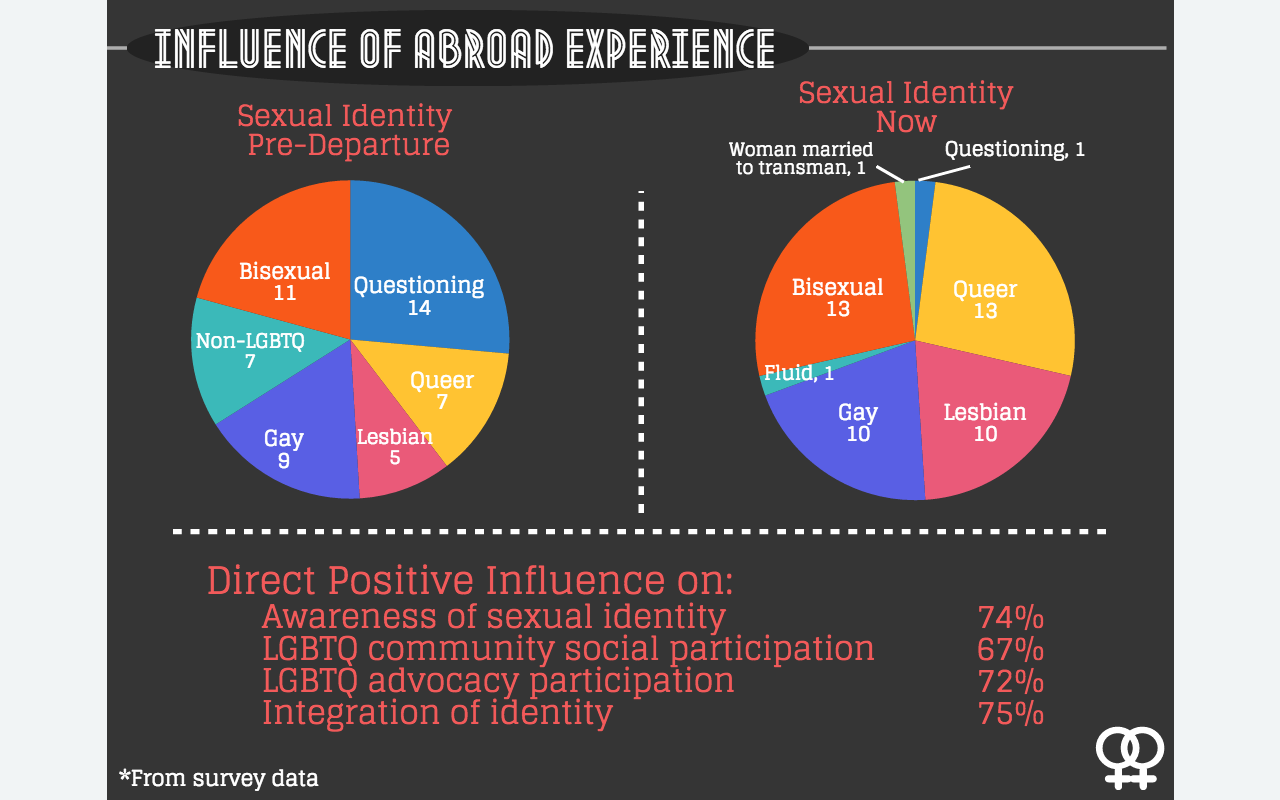 INFLUENCE OF ABROAD EXPERIENCE
Sexual Identity
Pre-Departure
Bisexual
11
Questioning
14
Non-LGBTQ
7
Queer
7
Gay
9
Lesbian
5
Sexual Identity
Now
Woman married
to transman, 1
Questioning, 1
Bisexual
13
Queer
13
Fluid, 1
Gay
10
Lesbian
10
Direct Positive Influence on:
Awareness of sexual identity 74%
LGBTQ community social participation 67%
LGBTQ advocacy participation 72%
Integration of identity 75%
*From survey data